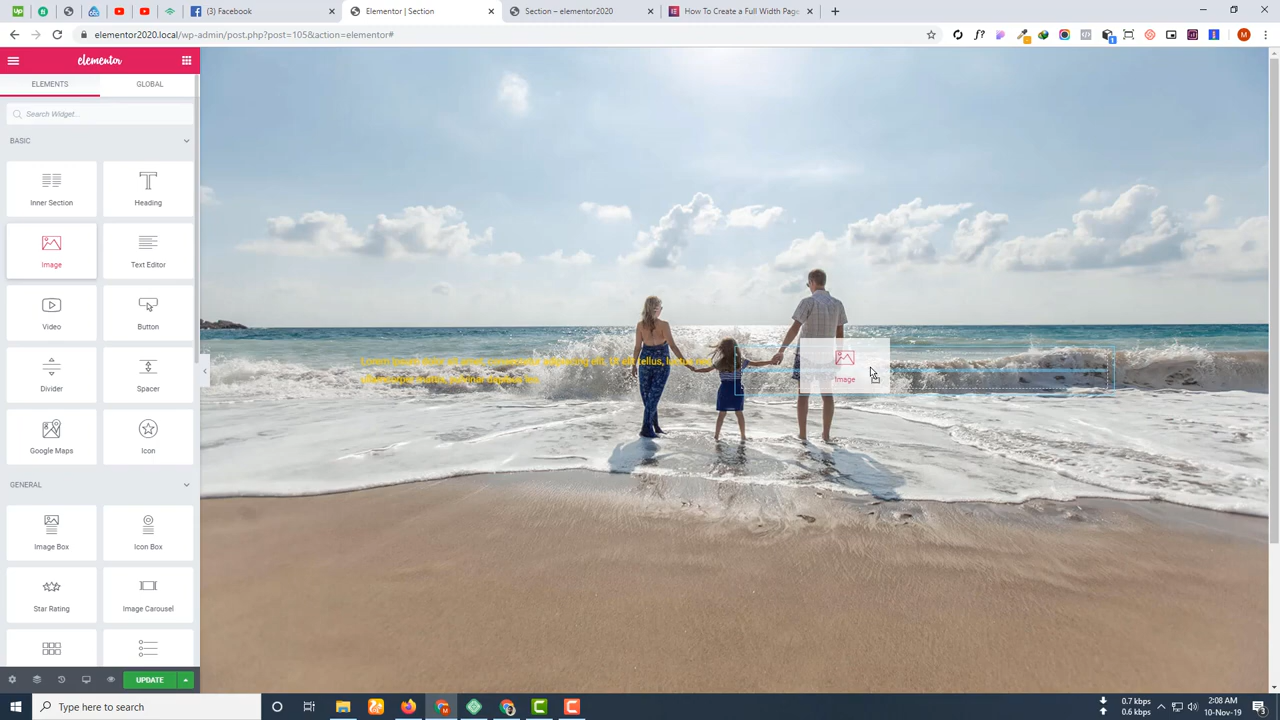 (3) Facebook
Elementor | Section
Section – elementor2020
How To Create a Full Width Page
elementor2020.local/wp-admin/post.php?post=105&action=elementor#
elementor
ELEMENTS
GLOBAL
Search Widget...
BASIC
Inner Section
Heading
Image
Text Editor
Video
Button
Divider
Spacer
Google Maps
Icon
GENERAL
Image Box
Icon Box
Star Rating
Image Carousel
UPDATE
Image
Type here to search
0.7 kbps
0.6 kbps
2:08 AM
10-Nov-19